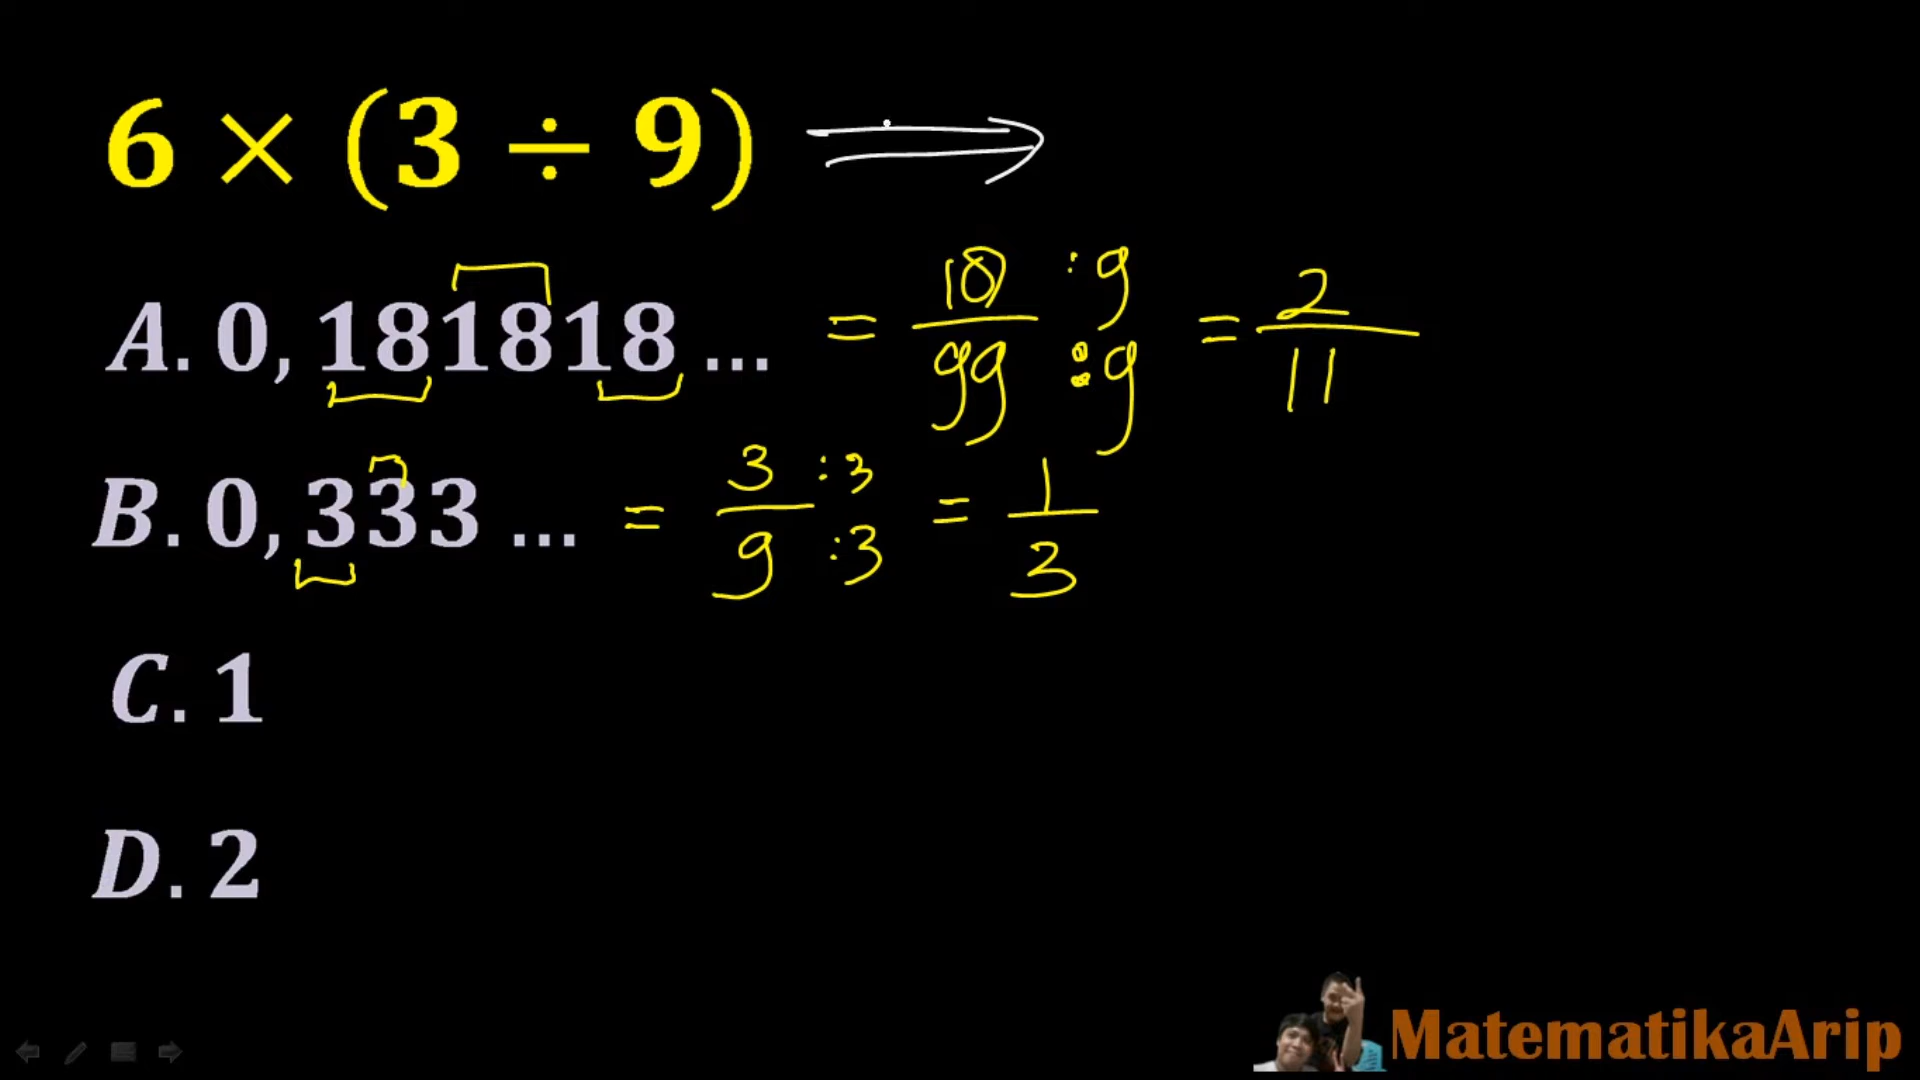 6 × (3 ÷ 9) ⟹
A. 0, 181818 ... = 18/99 :9/:9 = 2/11
B. 0, 333 ... = 3/9 :3/:3 = 1/3
C. 1
D. 2
MatematikaArip